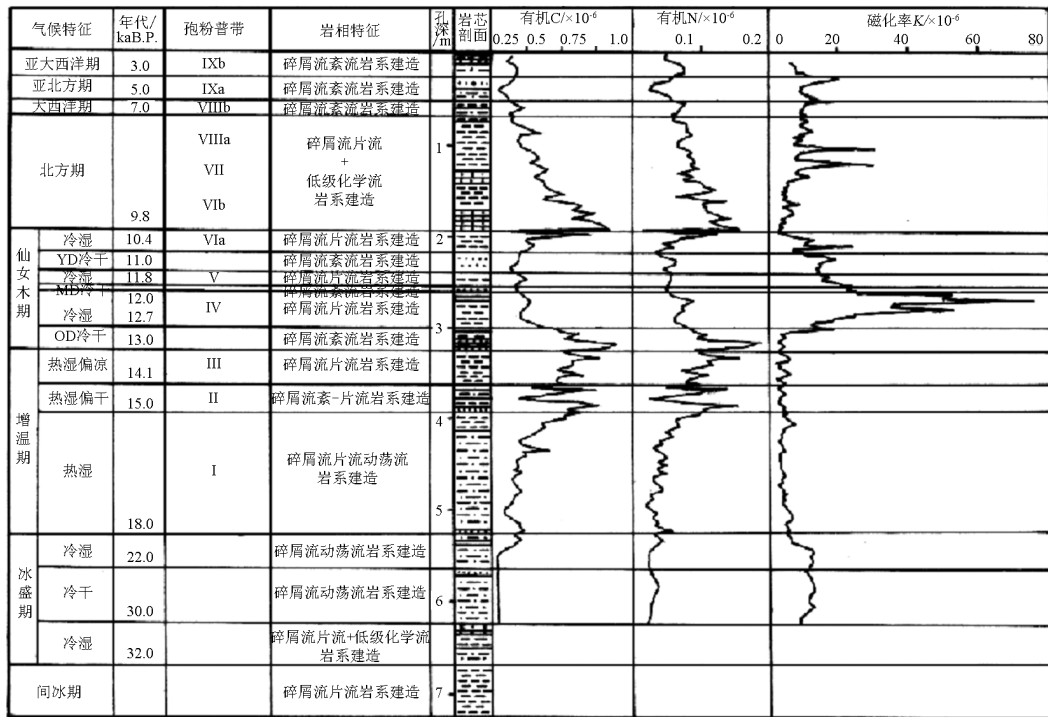 气候特征 年代/kaB.P. 孢粉普带 岩相特征 孔深/m 岩芯剖面 有机C/×10-6 有机N/×10-6 磁化率K/×10-6
0.25 0.5 0.75 1.0 0.1 0.2 0 20 40 60 80
亚大西洋期 3.0 IXb 碎屑流紊流岩系建造
亚北方期 5.0 IXa 碎屑流紊流岩系建造
大西洋期 7.0 VIIIb 碎屑流紊流岩系建造
北方期 9.8 VIIIa VII VIb 碎屑流片流
+
低级化学流
岩系建造
1
仙女木期
冷湿 10.4 VIa 碎屑流片流岩系建造 2
YD冷干 11.0 碎屑流紊流岩系建造
冷湿 11.8 V 碎屑流片流岩系建造
MD冷干 12.0 碎屑流紊流岩系建造
冷湿 12.7 IV 碎屑流片流岩系建造
OD冷干 13.0 碎屑流紊流岩系建造 3
增温期
热湿偏凉 14.1 III 碎屑流片流岩系建造
热湿偏干 15.0 II 碎屑流紊-片流岩系建造
热湿 18.0 I 碎屑流片流动荡流
岩系建造
4
5
冰盛期
冷湿 22.0 碎屑流动荡流岩系建造
冷干 30.0 碎屑流动荡流岩系建造 6
冷湿 32.0 碎屑流片流+低级化学流
岩系建造
间冰期 碎屑流片流岩系建造 7